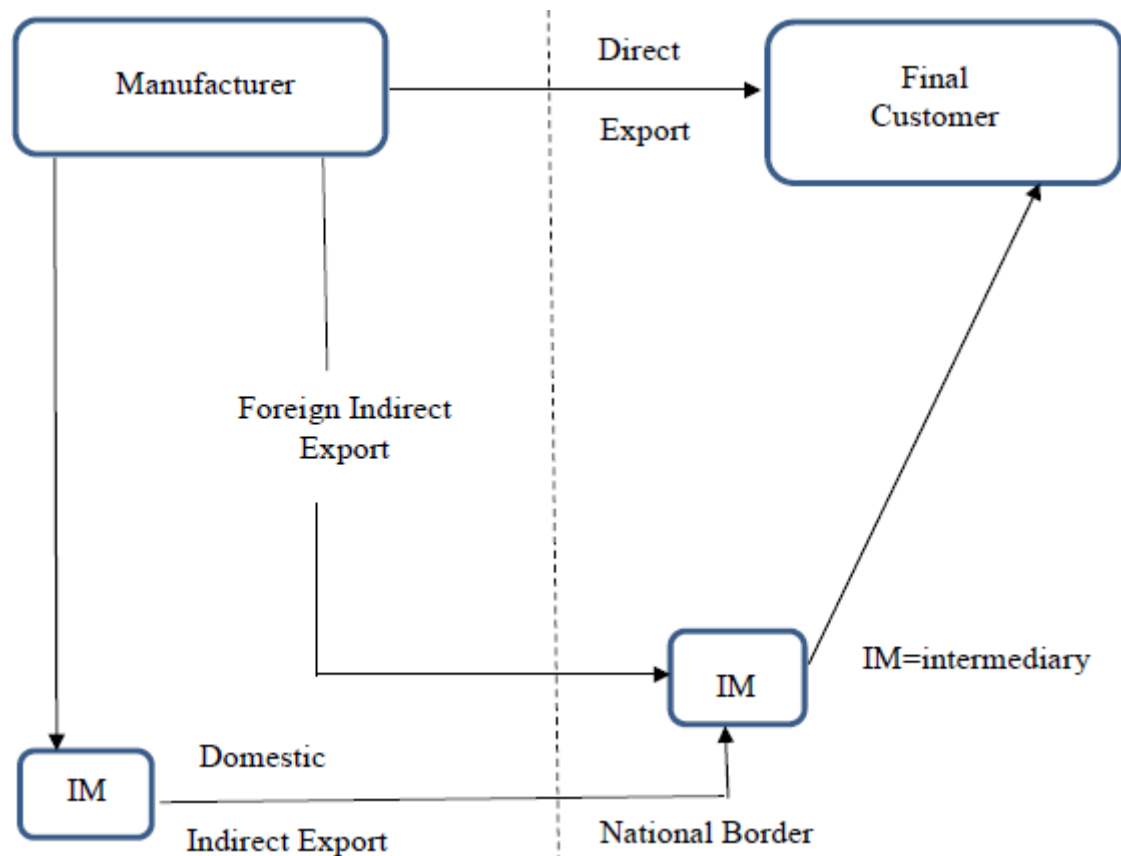 Manufacturer
Direct
Export
Final
Customer
Foreign Indirect
Export
IM
IM=intermediary
IM
Domestic
Indirect Export
National Border